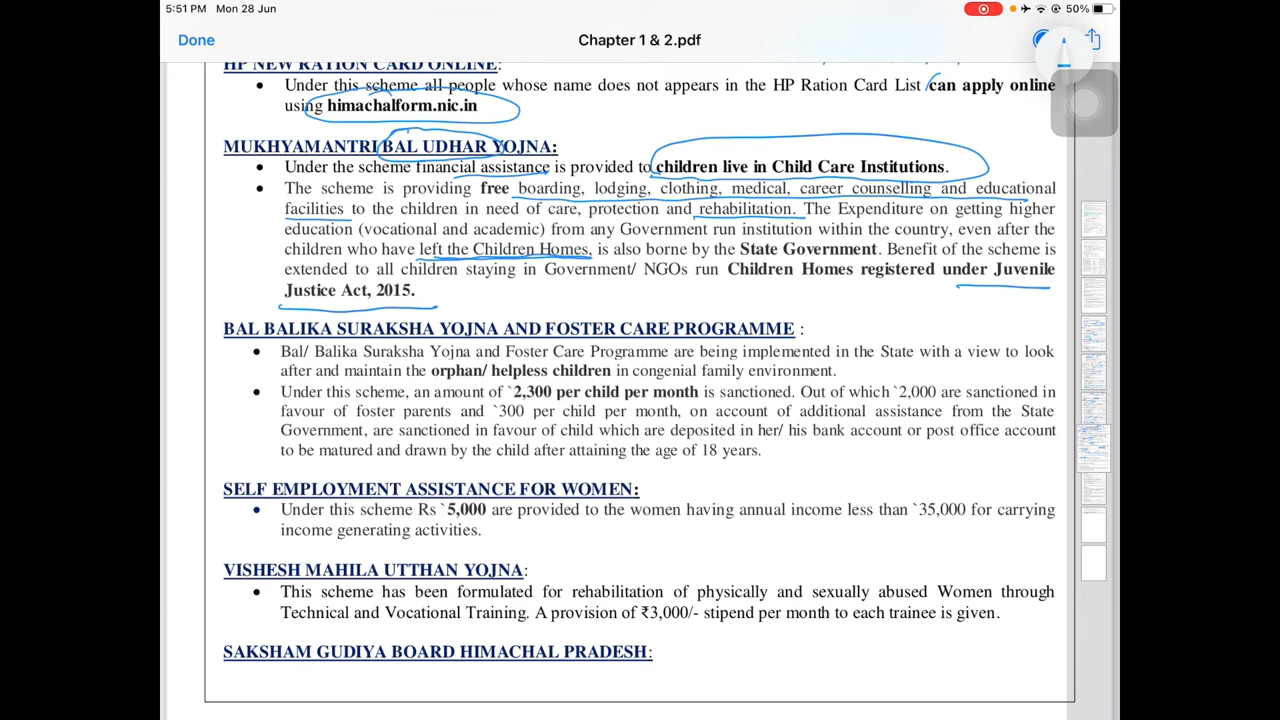 5:51 PM Mon 28 Jun
50%
Done
Chapter 1 & 2.pdf
HP NEW RATION CARD ONLINE:
• Under this scheme all people whose name does not appears in the HP Ration Card List can apply online
using himachalform.nic.in
MUKHYAMANTRI BAL UDHAR YOJNA:
• Under the scheme financial assistance is provided to children live in Child Care Institutions.
• The scheme is providing free boarding, lodging, clothing, medical, career counselling and educational
facilities to the children in need of care, protection and rehabilitation. The Expenditure on getting higher
education (vocational and academic) from any Government run institution within the country, even after the
children who have left the Children Homes, is also bone by the State Government. Benefit of the scheme is
extended to all children staying in Government/ NGOs run Children Homes registered under Juvenile
Justice Act, 2015.
BAL BALIKA SURAKSHA YOJNA AND FOSTER CARE PROGRAMME :
• Bal/ Balika Suraksha Yojna and Foster Care Programme are being implemented in the State with a view to look
after and maintain the orphan/ helpless children in congenial family environment.
• Under this scheme, an amount of `2,300 per child per month is sanctioned. Out of which `2,000 are sanctioned in
favour of foster parents and `300 per child per month, on account of additional assistance from the State
Government, are sanctioned in favour of child which are deposited in her/ his bank account or post office account
to be matured and drawn by the child after attaining the age of 18 years.
SELF EMPLOYMENT ASSISTANCE FOR WOMEN:
• Under this scheme Rs `5,000 are provided to the women having annual income less than `35,000 for carrying
income generating activities.
VISHESH MAHILA UTTHAN YOJNA:
• This scheme has been formulated for rehabilitation of physically and sexually abused Women through
Technical and Vocational Training. A provision of ₹3,000/- stipend per month to each trainee is given.
SAKSHAM GUDIYA BOARD HIMACHAL PRADESH: